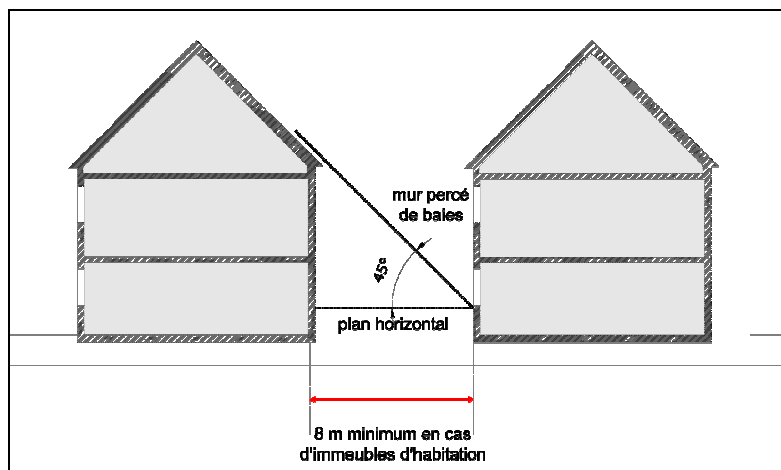 mur percé
de baies
45°
plan horizontal
8 m minimum en cas
d'immeubles d'habitation